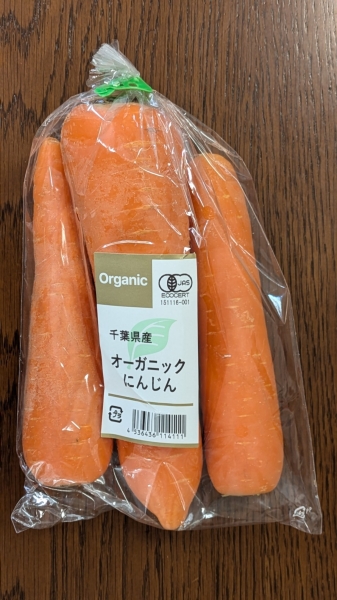 Organic
JAS
ECOCERT
151116-001
千葉県産
オーガニック
にんじん
プラ
4536436114111